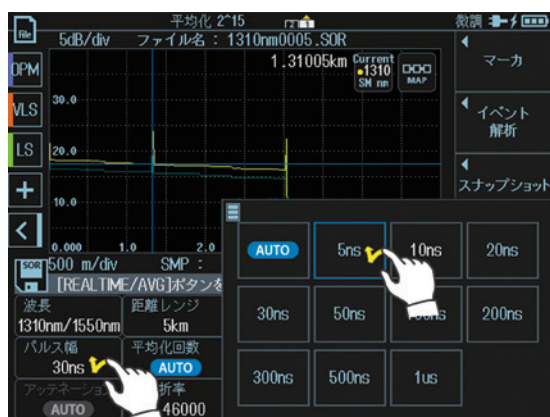 平均化 2^15
微調
File
5dB/div ファイル名 : 1310nm0005.SOR
1.31005km
Current
1310
SM nm
MAP
マーカ
OPM
VLS
LS
30.0
20.0
10.0
イベント
解析
スナップショット
0.000 1.0 2.0
SOR
500 m/div SMP :
[REALTIME/AVG]ボタンを
波長
1310nm/1550nm
距離レンジ
5km
パルス幅
30ns
平均化回数
AUTO
アッテネーショ
AUTO
折率
46000
AUTO
5ns
10ns
20ns
30ns
50ns
100ns
200ns
300ns
500ns
1us